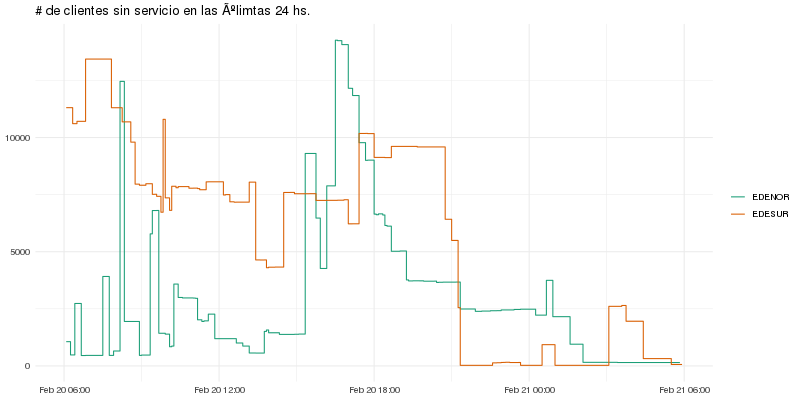 # de clientes sin servicio en las Ãºlimtas 24 hs.
10000
5000
0
Feb 20 06:00
Feb 20 12:00
Feb 20 18:00
Feb 21 00:00
Feb 21 06:00
EDENOR
EDESUR